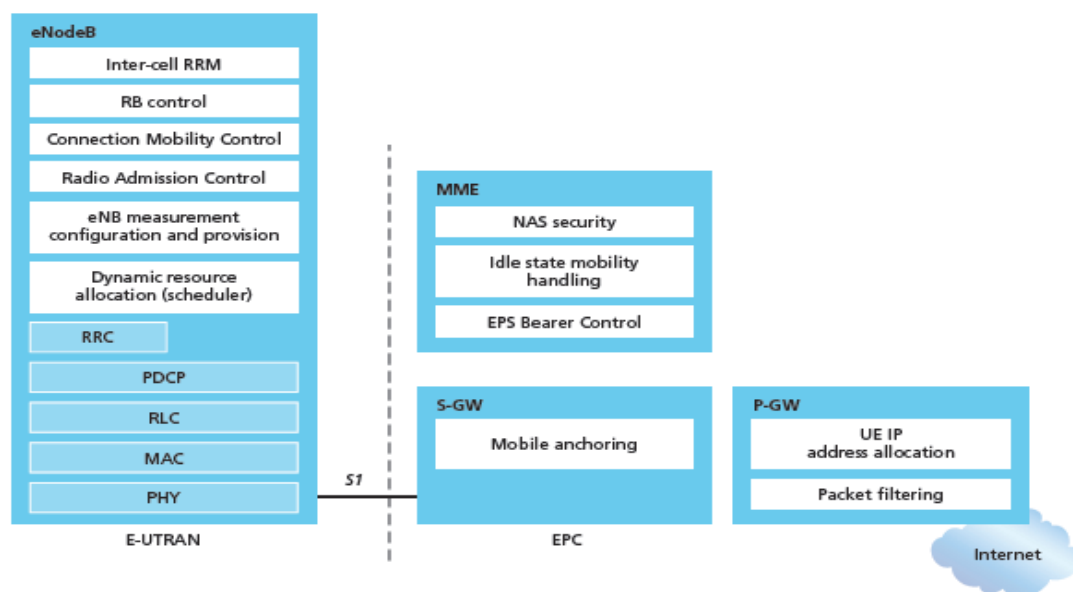 eNodeB
Inter-cell RRM
RB control
Connection Mobility Control
Radio Admission Control
eNB measurement
configuration and provision
Dynamic resource
allocation (scheduler)
RRC
PDCP
RLC
MAC
PHY
E-UTRAN
S1
MME
NAS security
Idle state mobility
handling
EPS Bearer Control
S-GW
Mobile anchoring
EPC
P-GW
UE IP
address allocation
Packet filtering
Internet